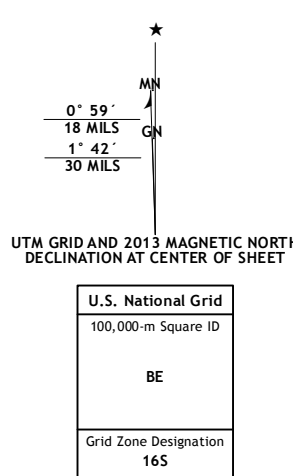 MN
0° 59´
18 MILS
GN
1° 42´
30 MILS
UTM GRID AND 2013 MAGNETIC NORTH
DECLINATION AT CENTER OF SHEET
U.S. National Grid
100,000-m Square ID
BE
Grid Zone Designation
16S